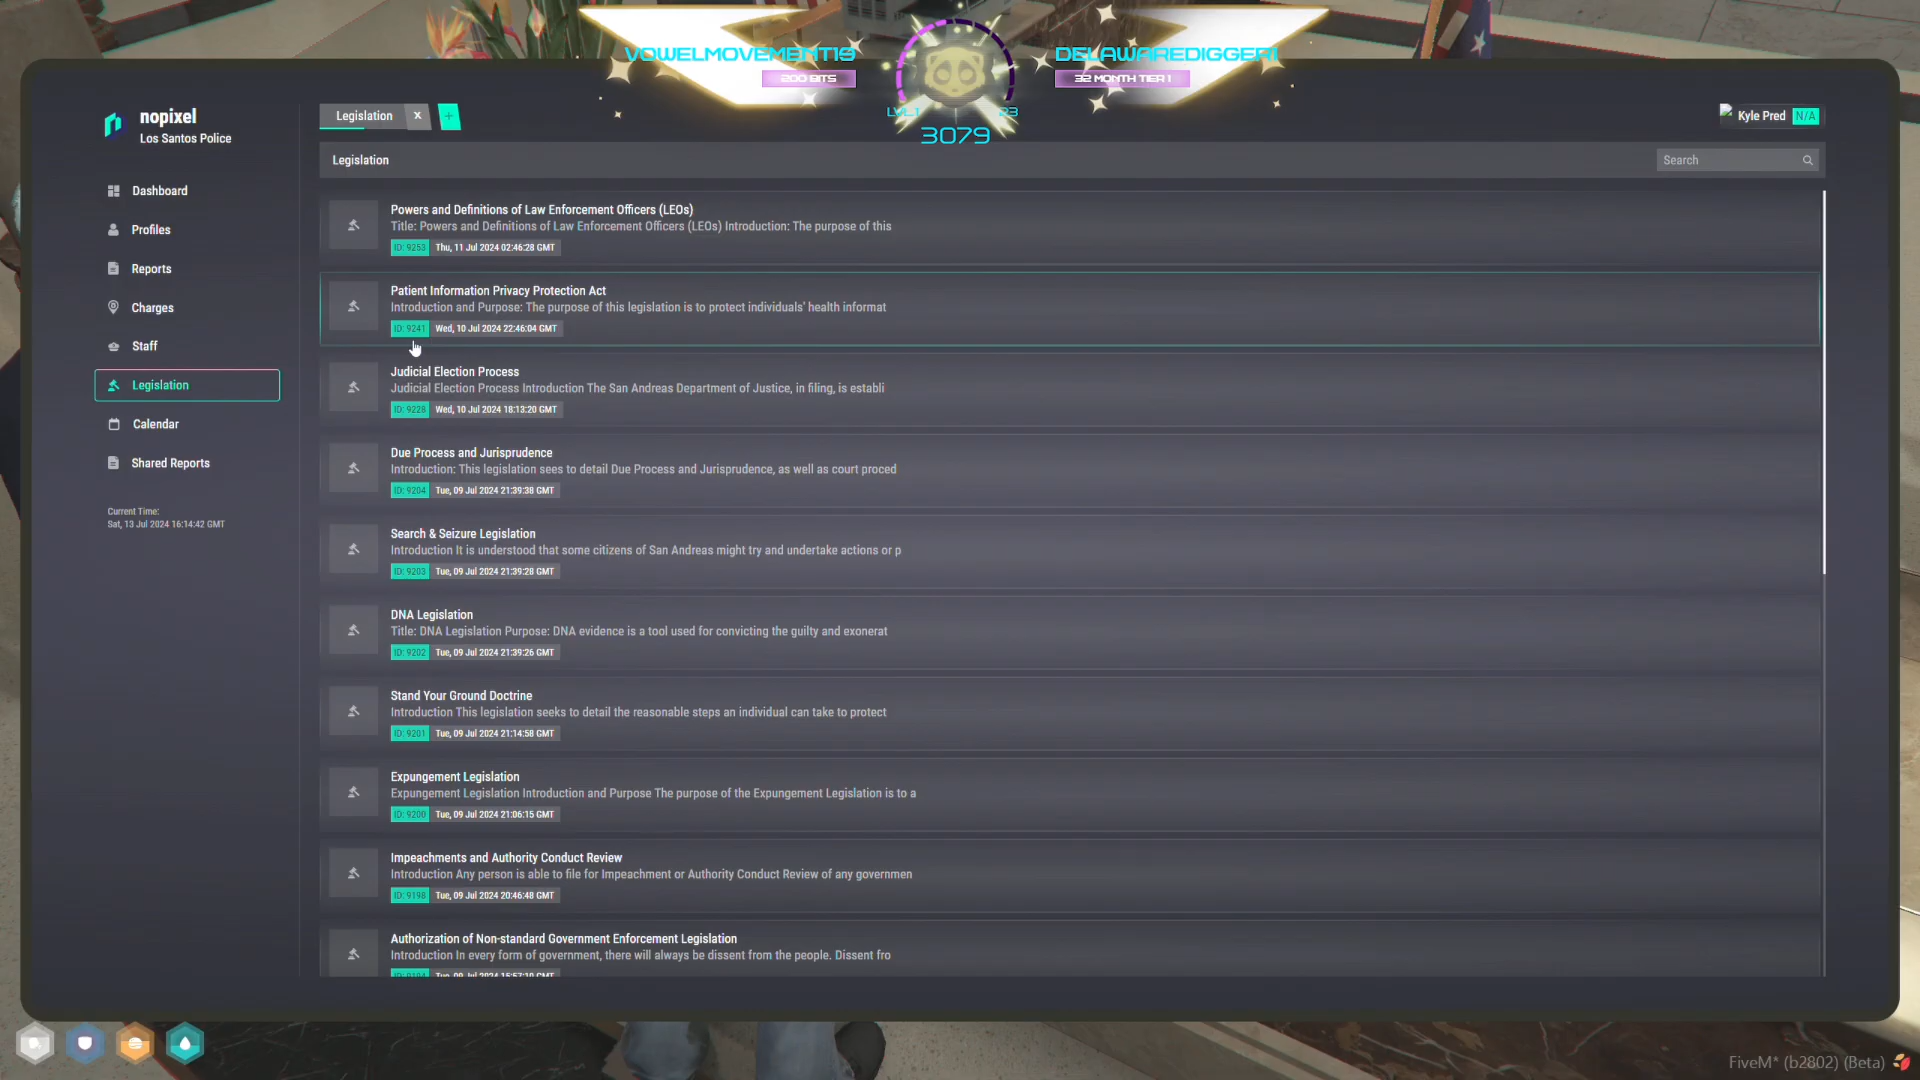 VOWELMOVEMENT19
200 BITS
DELAWAREDIGGER1
32 MONTH TIER 1
LVL 1
23
3079
nopixel
Los Santos Police
Legislation
x
+
Kyle Pred N/A
Legislation
Search
Dashboard
Profiles
Reports
Charges
Staff
Legislation
Calendar
Shared Reports
Current Time:
Sat, 13 Jul 2024 16:14:42 GMT
Powers and Definitions of Law Enforcement Officers (LEOs)
Title: Powers and Definitions of Law Enforcement Officers (LEOs) Introduction: The purpose of this
ID: 9253 Thu, 11 Jul 2024 02:46:28 GMT
Patient Information Privacy Protection Act
Introduction and Purpose: The purpose of this legislation is to protect individuals' health informat
ID: 9241 Wed, 10 Jul 2024 22:46:04 GMT
Judicial Election Process
Judicial Election Process Introduction The San Andreas Department of Justice, in filing, is establi
ID: 9228 Wed, 10 Jul 2024 18:13:20 GMT
Due Process and Jurisprudence
Introduction: This legislation sees to detail Due Process and Jurisprudence, as well as court proced
ID: 9204 Tue, 09 Jul 2024 21:39:38 GMT
Search & Seizure Legislation
Introduction It is understood that some citizens of San Andreas might try and undertake actions or p
ID: 9203 Tue, 09 Jul 2024 21:39:28 GMT
DNA Legislation
Title: DNA Legislation Purpose: DNA evidence is a tool used for convicting the guilty and exonerat
ID: 9202 Tue, 09 Jul 2024 21:39:26 GMT
Stand Your Ground Doctrine
Introduction This legislation seeks to detail the reasonable steps an individual can take to protect
ID: 9201 Tue, 09 Jul 2024 21:14:58 GMT
Expungement Legislation
Expungement Legislation Introduction and Purpose The purpose of the Expungement Legislation is to a
ID: 9200 Tue, 09 Jul 2024 21:06:15 GMT
Impeachments and Authority Conduct Review
Introduction Any person is able to file for Impeachment or Authority Conduct Review of any governmen
ID: 9198 Tue, 09 Jul 2024 20:46:48 GMT
Authorization of Non-standard Government Enforcement Legislation
Introduction In every form of government, there will always be dissent from the people. Dissent fro
Tue, 09 Jul 2024 15:57:10 GMT
FiveM* (b2802) (Beta)